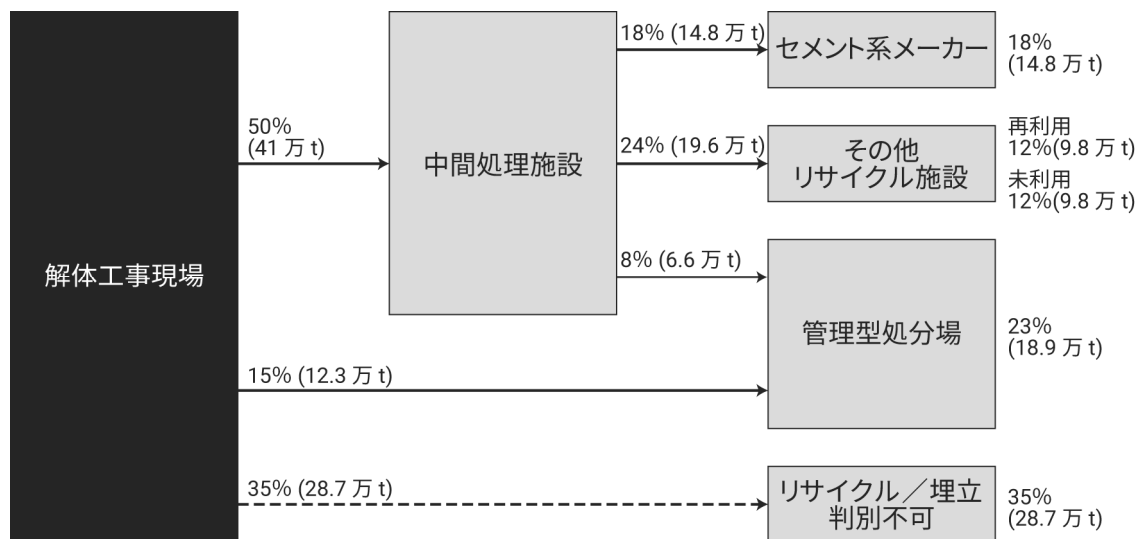 解体工事現場
50%
(41 万 t)
中間処理施設
18% (14.8 万 t)
セメント系メーカー
18%
(14.8 万 t)
24% (19.6 万 t)
その他
リサイクル施設
再利用
12%(9.8 万 t)
未利用
12%(9.8 万 t)
8% (6.6 万 t)
管理型処分場
23%
(18.9 万 t)
15% (12.3 万 t)
35% (28.7 万 t)
リサイクル／埋立
判別不可
35%
(28.7 万 t)